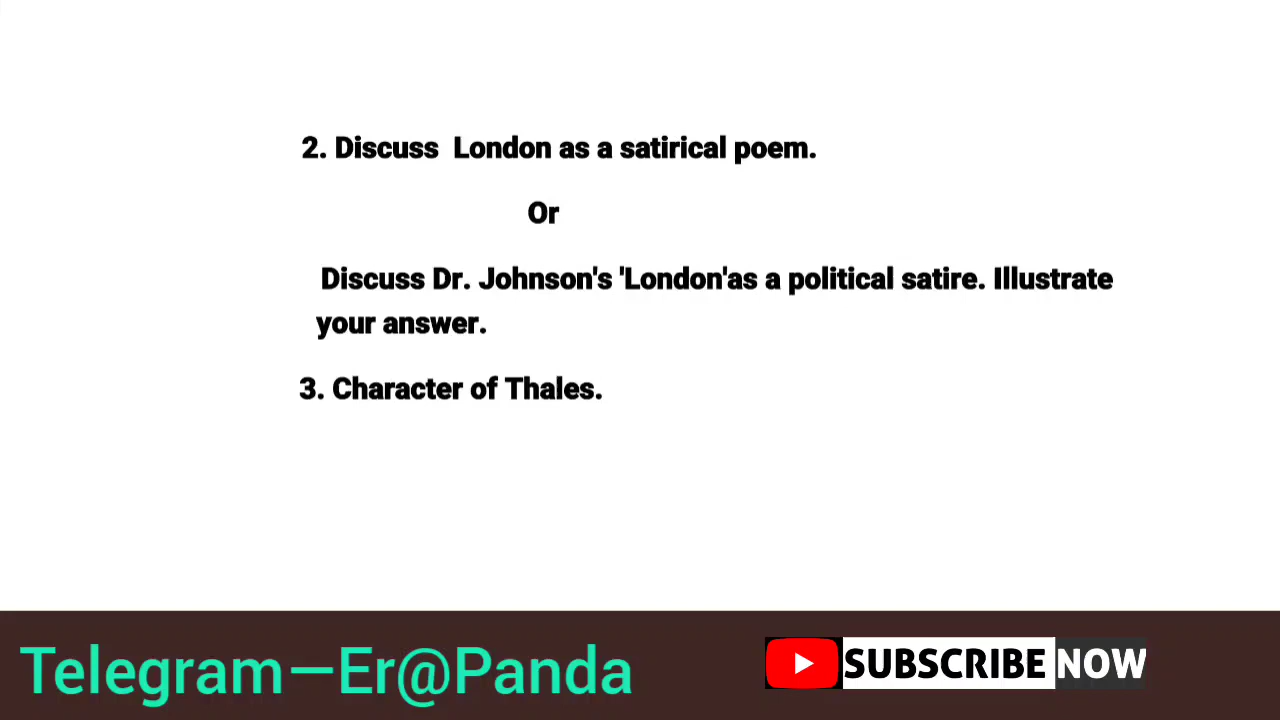 2. Discuss  London as a satirical poem.
Or
Discuss Dr. Johnson's 'London'as a political satire. Illustrate
your answer.
3. Character of Thales.
Telegram—Er@Panda
SUBSCRIBE NOW